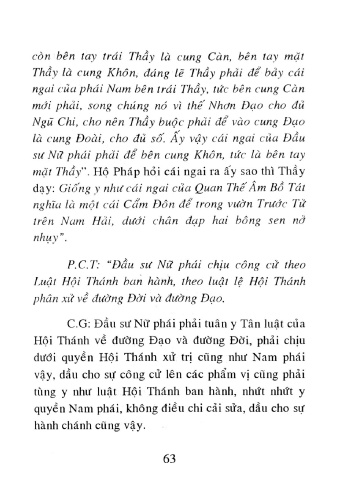 còn bên tay trái Thầy là cung Càn, bên tay mặt
Thầy là cung Khôn, đáng lẽ Thầy phải để bảy cái
ngai của phái Nam bên trái Thầy, tức bên cung Càn
mới phải, song chúng nó vì thế Nhơn Đạo cho đủ
Ngũ Chi, cho nên Thầy buộc phải để vào cung Đạo
là cung Đoài, cho đủ số. Ấy vậy cái ngai của Đầu
sư Nữ phái phải để bên cung Khôn, tức là bên tay
mặt Thầy”. Hộ Pháp hỏi cái ngai ra ấy sao thì Thầy
dạy: Giống y như cái ngai của Quan Thế Âm Bồ Tát
nghĩa là một cái Cẩm Đôn để trong vườn Trước Tử
trên Nam Hải, dưới chân đạp hai bông sen nở
nhụy”.
P.C.T: “Đầu sư Nữ phái chịu công cử theo
Luật Hội Thánh ban hành, theo luật lệ Hội Thánh
phân xử về đường Đời và đường Đạo.
C.G: Đầu sư Nữ phái phải tuân y Tân luật của
Hội Thánh về đường Đạo và đường Đời, phải chịu
dưới quyền Hội Thánh xử trị cũng như Nam phái
vậy, dầu cho sự công cử lên các phẩm vị cũng phải
tùng y như luật Hội Thánh ban hành, nhứt nhứt y
quyền Nam phái, không điều chi cải sửa, dầu cho sự
hành chánh cũng vậy.
63